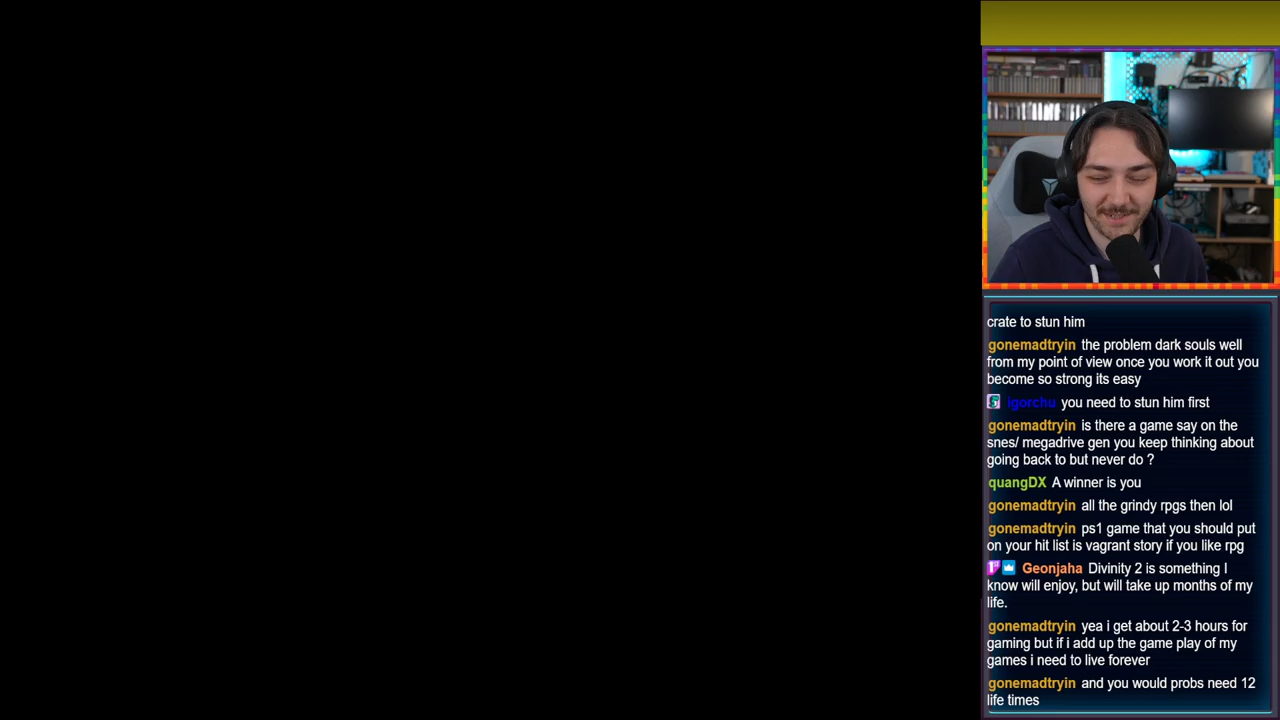 crate to stun him
gonemadtryin the problem dark souls well
from my point of view once you work it out you
become so strong its easy
igorchu you need to stun him first
gonemadtryin is there a game say on the
snes/ megadrive gen you keep thinking about
going back to but never do ?
quangDX A winner is you
gonemadtryin all the grindy rpgs then lol
gonemadtryin ps1 game that you should put
on your hit list is vagrant story if you like rpg
Geonjaha Divinity 2 is something I
know will enjoy, but will take up months of my
life.
gonemadtryin yea i get about 2-3 hours for
gaming but if i add up the game play of my
games i need to live forever
gonemadtryin and you would probs need 12
life times